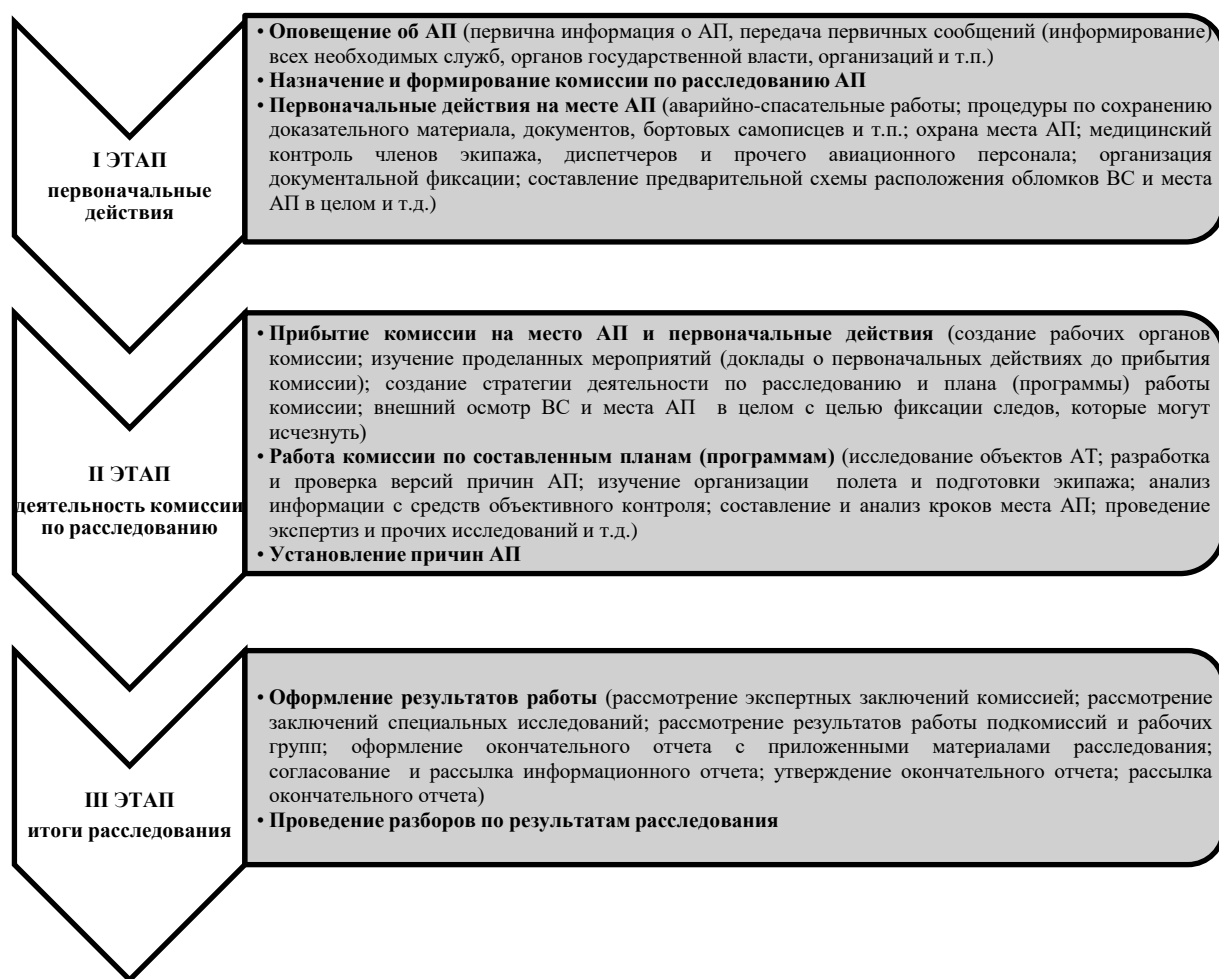 I ЭТАП
первоначальные
действия
• Оповещение об АП (первична информация о АП, передача первичных сообщений (информирование)
всех необходимых служб, органов государственной власти, организаций и т.п.)
• Назначение и формирование комиссии по расследованию АП
• Первоначальные действия на месте АП (аварийно-спасательные работы; процедуры по сохранению
доказательного материала, документов, бортовых самописцев и т.п.; охрана места АП; медицинский
контроль членов экипажа, диспетчеров и прочего авиационного персонала; организация
документальной фиксации; составление предварительной схемы расположения обломков ВС и места
АП в целом и т.д.)
II ЭТАП
деятельность комиссии
по расследованию
• Прибытие комиссии на место АП и первоначальные действия (создание рабочих органов
комиссии; изучение проделанных мероприятий (доклады о первоначальных действиях до прибытия
комиссии); создание стратегии деятельности по расследованию и плана (программы) работы
комиссии; внешний осмотр ВС и места АП в целом с целью фиксации следов, которые могут
исчезнуть)
• Работа комиссии по составленным планам (программам) (исследование объектов АТ; разработка
и проверка версий причин АП; изучение организации полета и подготовки экипажа; анализ
информации с средств объективного контроля; составление и анализ кроков места АП; проведение
экспертиз и прочих исследований и т.д.)
• Установление причин АП
III ЭТАП
итоги расследования
• Оформление результатов работы (рассмотрение экспертных заключений комиссией; рассмотрение
заключений специальных исследований; рассмотрение результатов работы подкомиссий и рабочих
групп; оформление окончательного отчета с приложенными материалами расследования;
согласование и рассылка информационного отчета; утверждение окончательного отчета; рассылка
окончательного отчета)
• Проведение разборов по результатам расследования